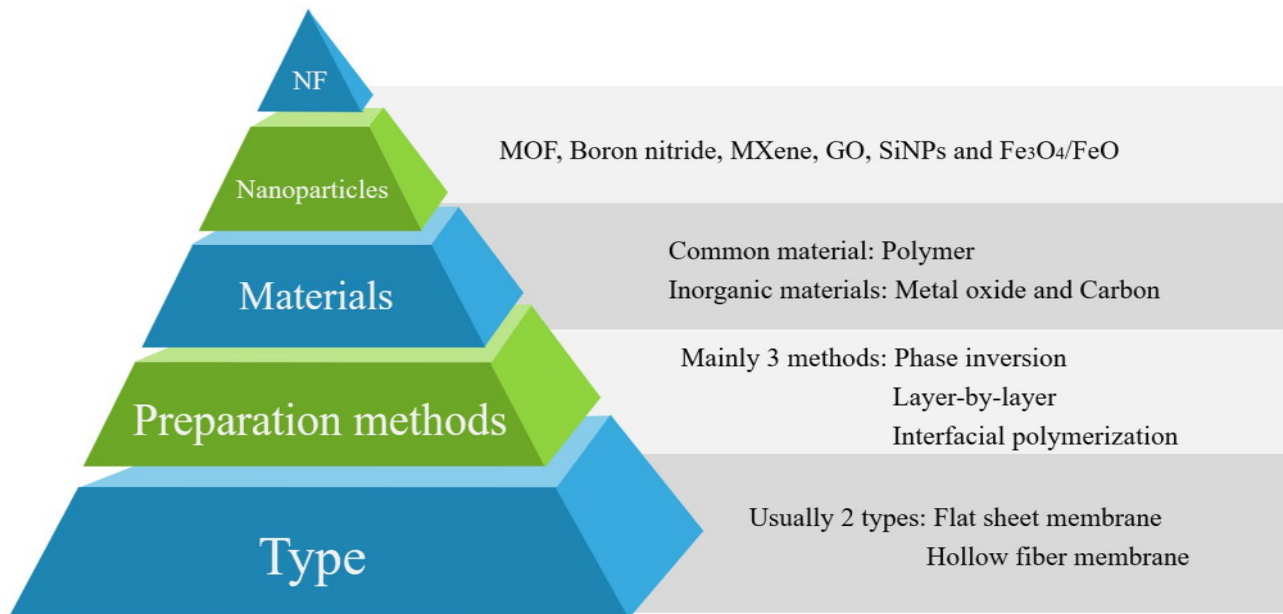 NF
Nanoparticles
MOF, Boron nitride, MXene, GO, SiNPs and Fe₃O₄/FeO
Materials
Common material: Polymer
Inorganic materials: Metal oxide and Carbon
Preparation methods
Mainly 3 methods: Phase inversion
Layer-by-layer
Interfacial polymerization
Type
Usually 2 types: Flat sheet membrane
Hollow fiber membrane